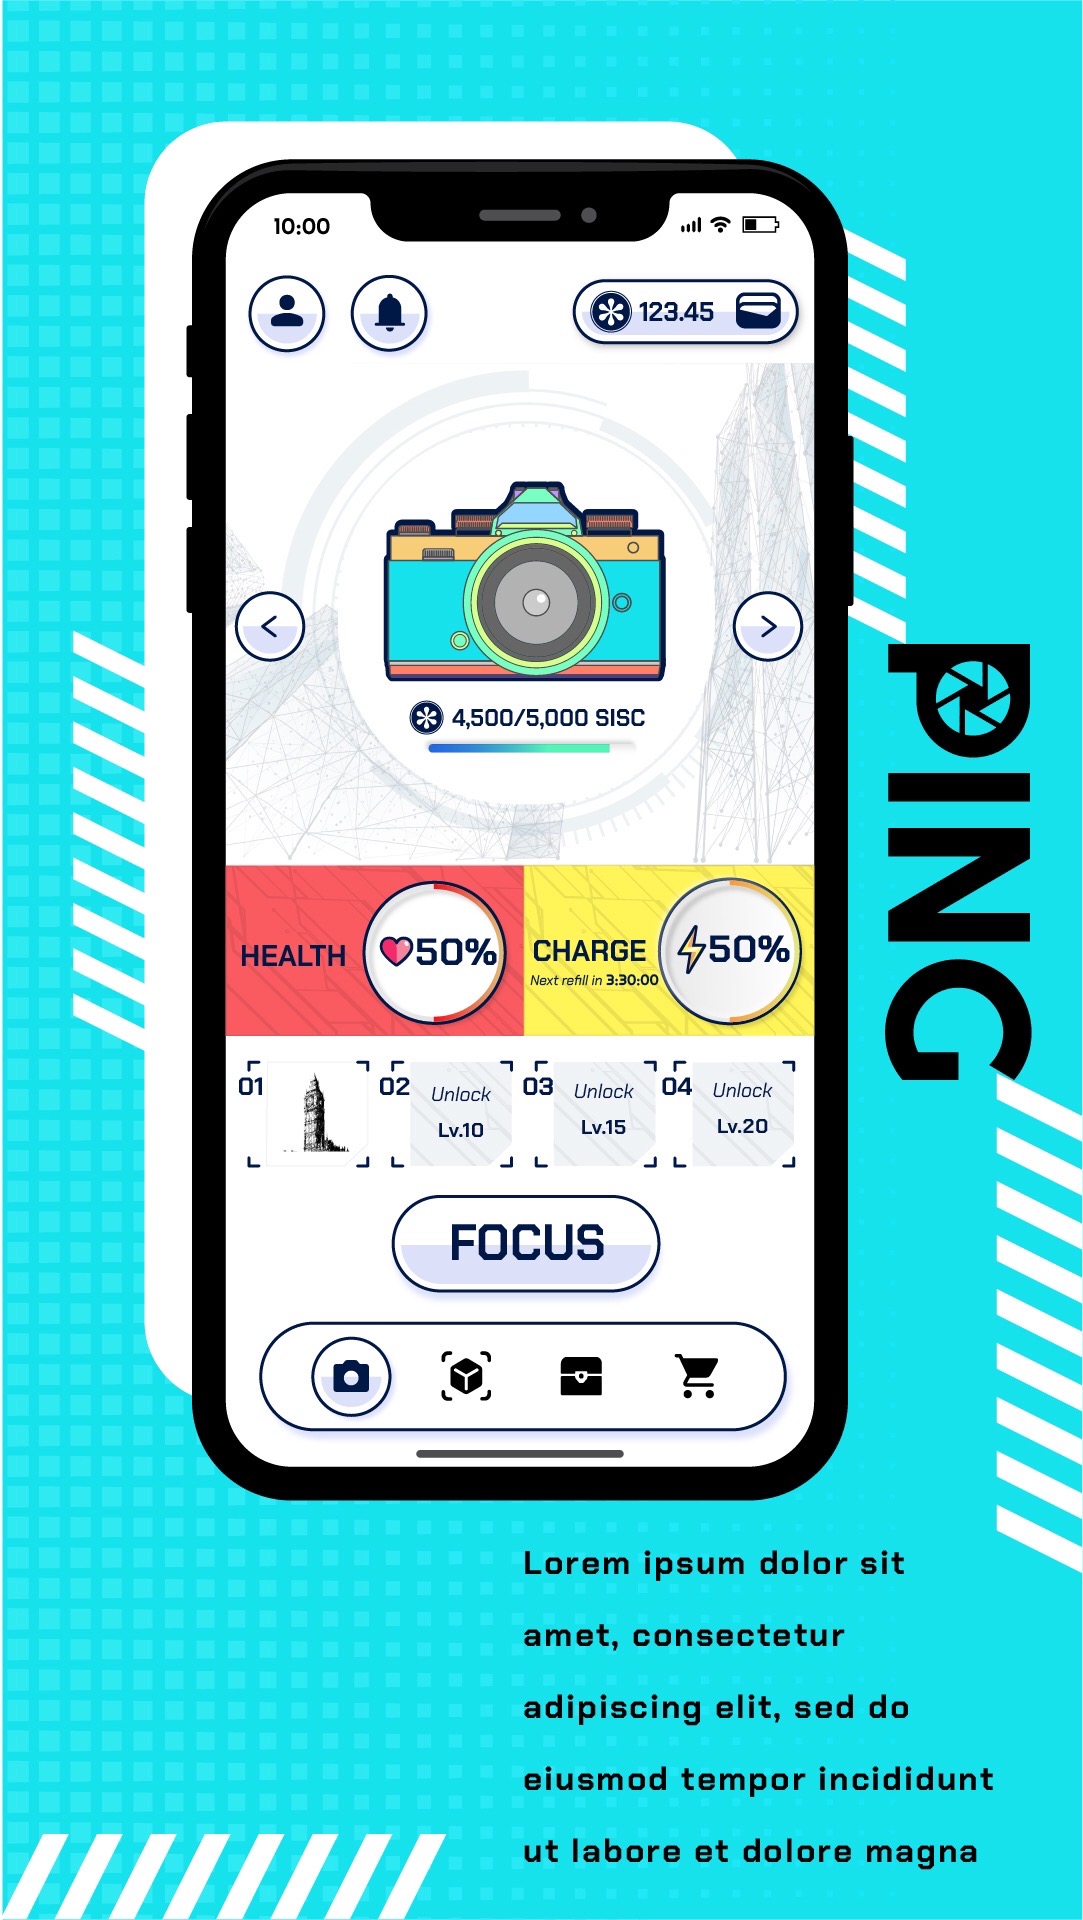 10:00
123.45
4,500/5,000 SISC
HEALTH
50%
CHARGE
Next refill in 3:30:00
50%
01
02
Unlock
Lv.10
03
Unlock
Lv.15
04
Unlock
Lv.20
FOCUS
PING
Lorem ipsum dolor sit
amet, consectetur
adipiscing elit, sed do
eiusmod tempor incididunt
ut labore et dolore magna